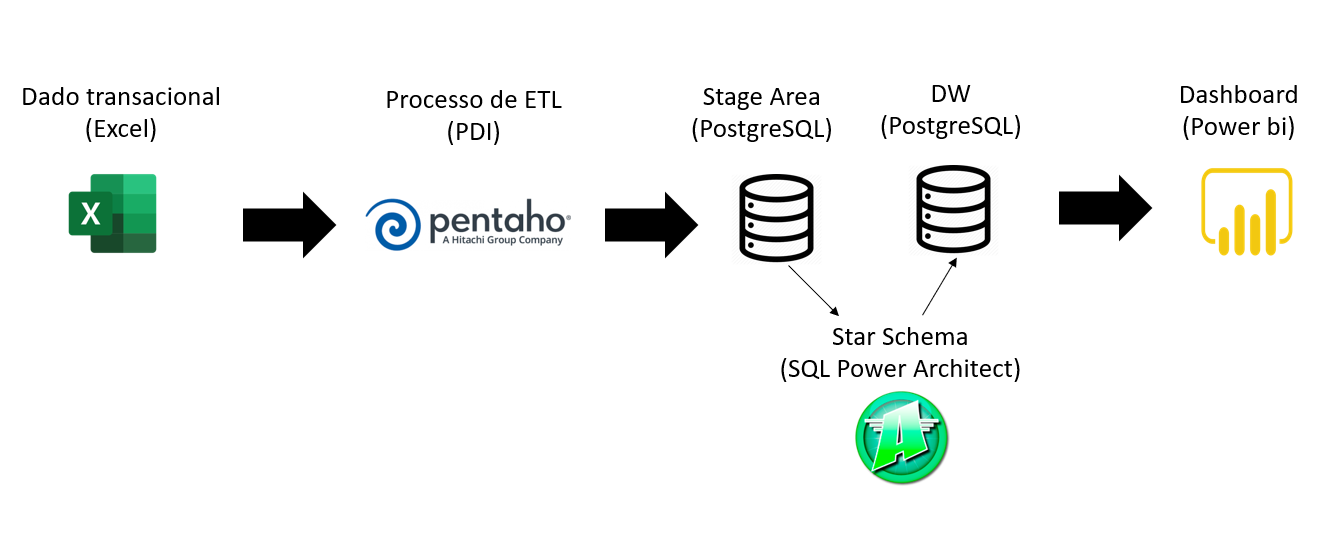 Dado transacional
(Excel)
Processo de ETL
(PDI)
Stage Area
(PostgreSQL)
DW
(PostgreSQL)
Dashboard
(Power bi)
X
pentaho®
A Hitachi Group Company
Star Schema
(SQL Power Architect)
A